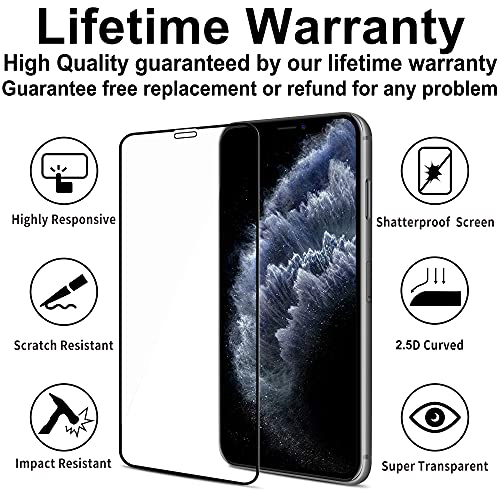 Lifetime Warranty
High Quality guaranteed by our lifetime warranty
Guarantee free replacement or refund for any problem
Highly Responsive
Shatterproof Screen
Scratch Resistant
2.5D Curved
Impact Resistant
Super Transparent